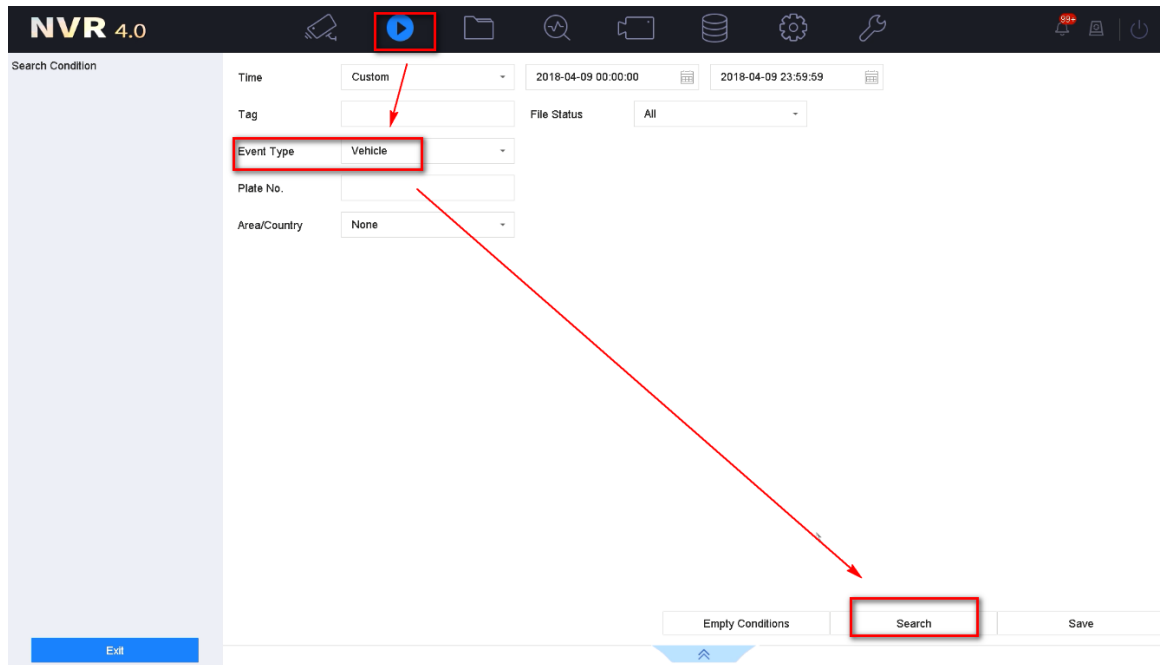 NVR 4.0
99+
Search Condition
Time Custom 2018-04-09 00:00:00 2018-04-09 23:59:59
Tag File Status All
Event Type Vehicle
Plate No.
Area/Country None
Empty Conditions Search Save
Exit